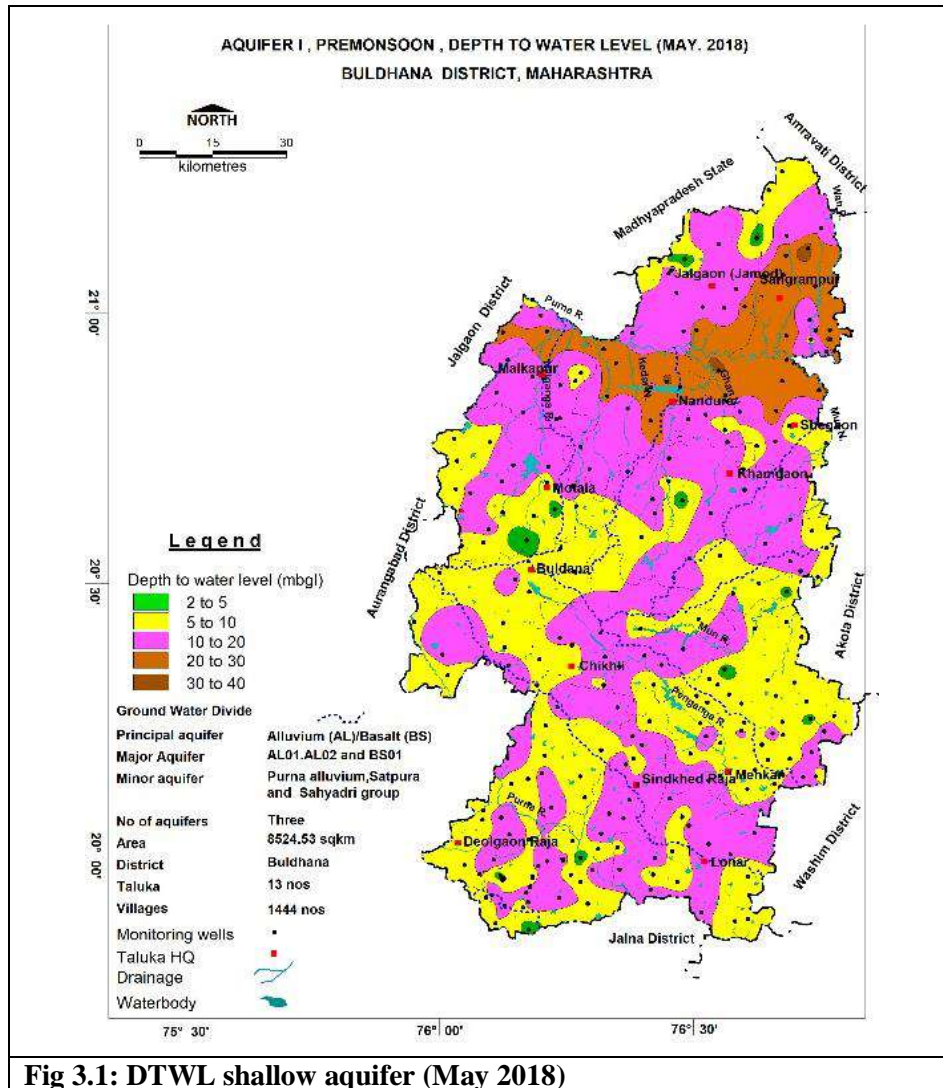 AQUIFER I , PREMONSOON , DEPTH TO WATER LEVEL (MAY. 2018)
BULDHANA DISTRICT, MAHARASHTRA
NORTH
0 15 30
kilometres
Amravati District
Madhyapradesh State
Wan R.
Jalgaon (Jamod)
Sangrampur
21° 00'
Jalgaon District
Purna R.
Malkapur
Nandura
Shegaon
Mun N.
Khamgaon
Motala
Aurangabad District
Buldana
20° 30'
Akola District
Mun R.
Chikhli
Penganga R.
Sindkhed Raja
Mehkar
Purna R.
Deolgaon Raja
Lonar
20° 00'
Washim District
Jalna District
Legend
Depth to water level (mbgl)
2 to 5
5 to 10
10 to 20
20 to 30
30 to 40
Ground Water Divide
Principal aquifer Alluvium (AL)/Basalt (BS)
Major Aquifer AL01.AL02 and BS01
Minor aquifer Purna alluvium,Satpura
and Sahyadri group
No of aquifers Three
Area 8524.53 sqkm
District Buldhana
Taluka 13 nos
Villages 1444 nos
Monitoring wells
Taluka HQ
Drainage
Waterbody
75° 30' 76° 00' 76° 30'
Fig 3.1: DTWL shallow aquifer (May 2018)